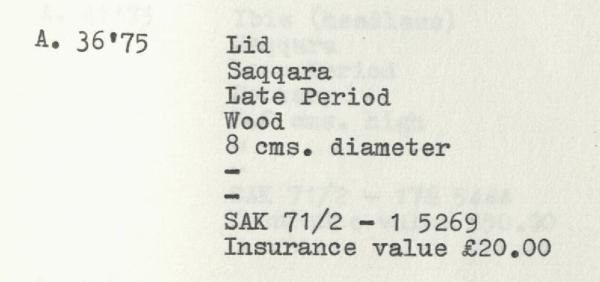 A. 36'75 Lid
Saqqara
Late Period
Wood
8 cms. diameter
-
-
SAK 71/2 - 1 5269
Insurance value £20.00